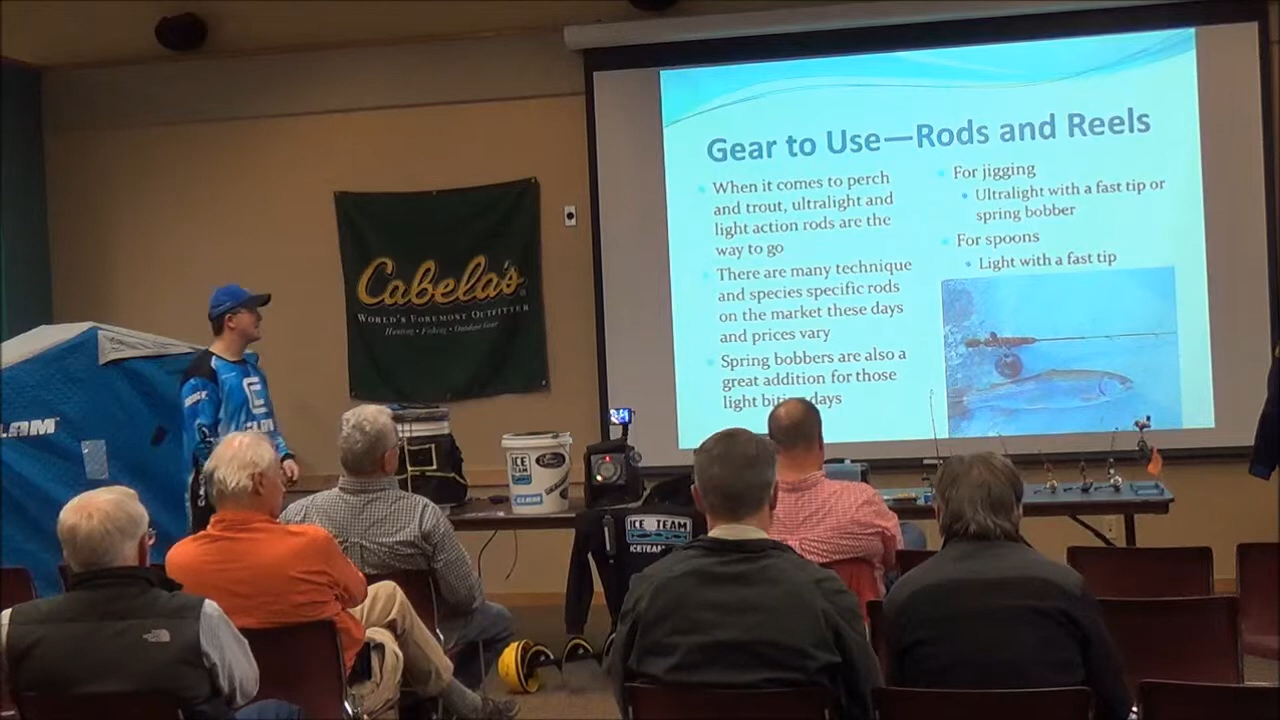 Gear to Use—Rods and Reels
When it comes to perch
and trout, ultralight and
light action rods are the
way to go
There are many technique
and species specific rods
on the market these days
and prices vary
Spring bobbers are also a
great addition for those
light biting days
For jigging
Ultralight with a fast tip or
spring bobber
For spoons
Light with a fast tip
Cabela's
WORLD'S FOREMOST OUTFITTER
Hunting • Fishing • Outdoor Gear
CLAM
ICE
TEAM
CLAM
ICE TEAM
ICETEAM